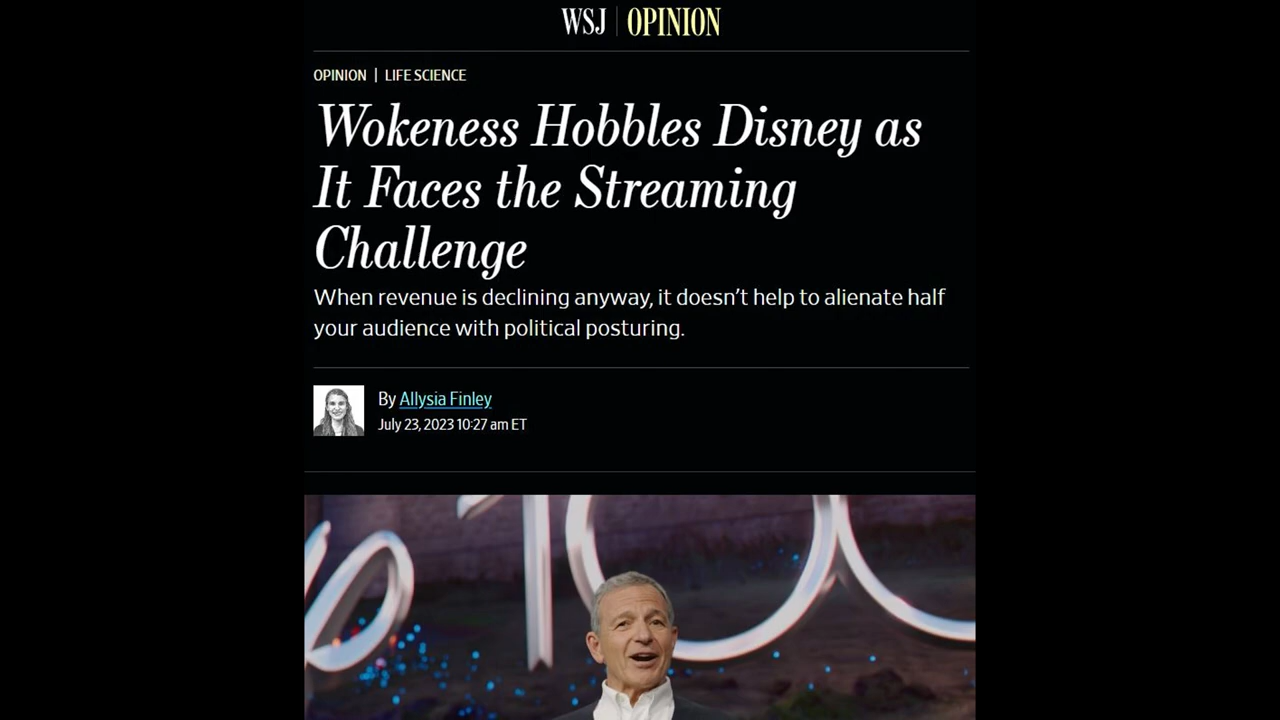 WSJ | OPINION
OPINION | LIFE SCIENCE
Wokeness Hobbles Disney as
It Faces the Streaming
Challenge
When revenue is declining anyway, it doesn't help to alienate half
your audience with political posturing.
By Allysia Finley
July 23, 2023 10:27 am ET
100